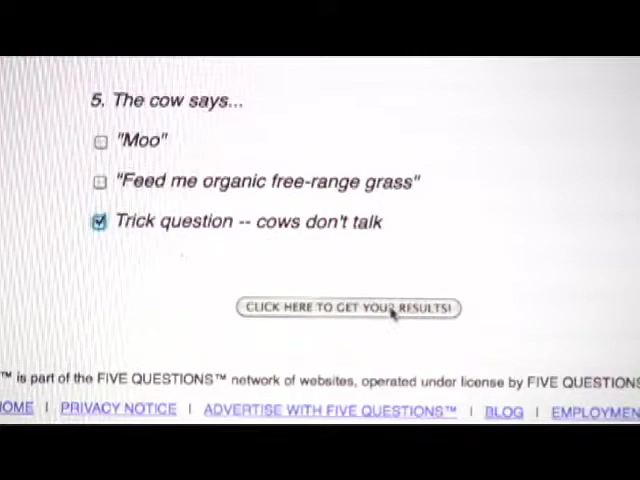 5. The cow says...
"Moo"
"Feed me organic free-range grass"
Trick question -- cows don't talk
CLICK HERE TO GET YOUR RESULTS!
™ is part of the FIVE QUESTIONS™ network of websites, operated under license by FIVE QUESTIONS
HOME | PRIVACY NOTICE | ADVERTISE WITH FIVE QUESTIONS™ | BLOG | EMPLOYMEN